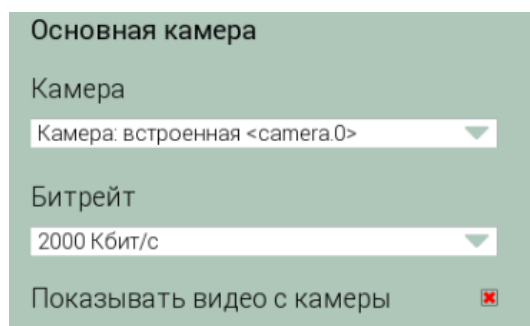 Основная камера
Камера
Камера: встроенная <camera.0>
Битрейт
2000 Кбит/с
Показывать видео с камеры